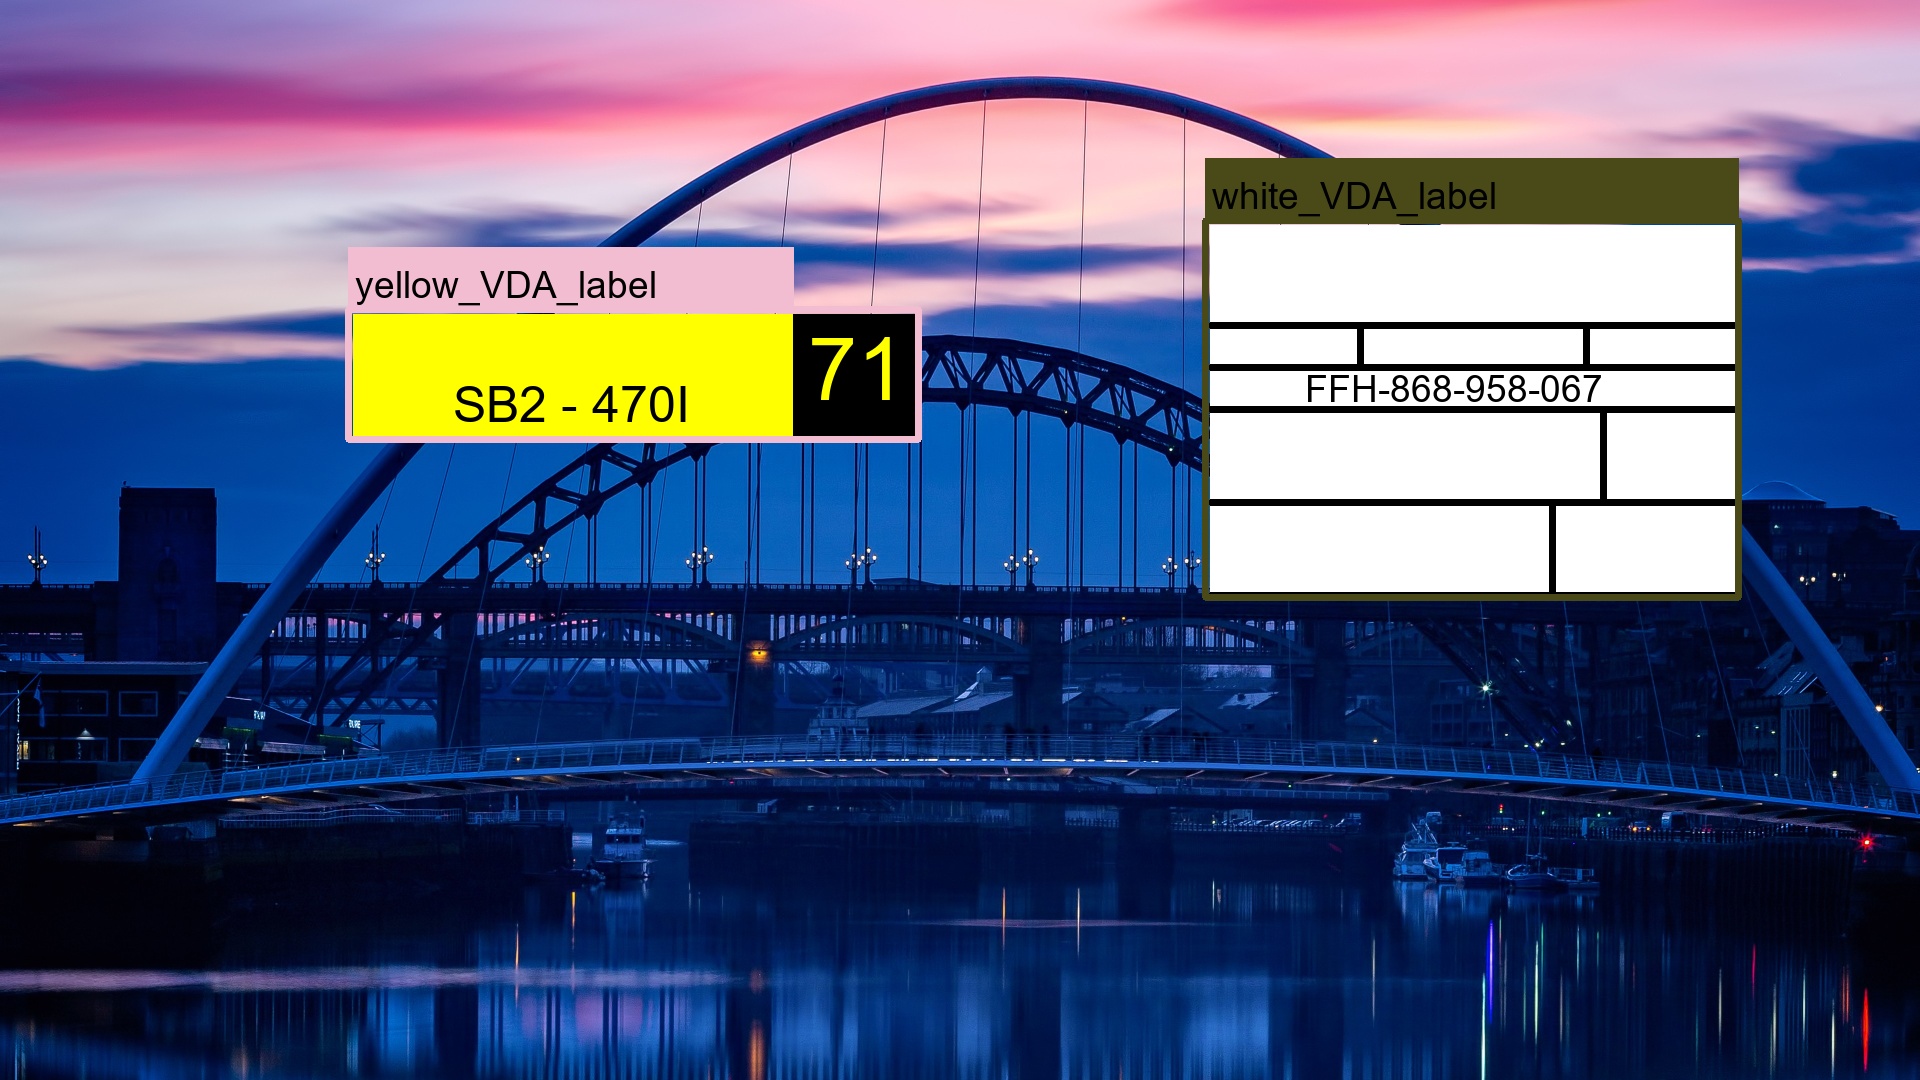 white_VDA_label
yellow_VDA_label
71
SB2 - 470I
FFH-868-958-067